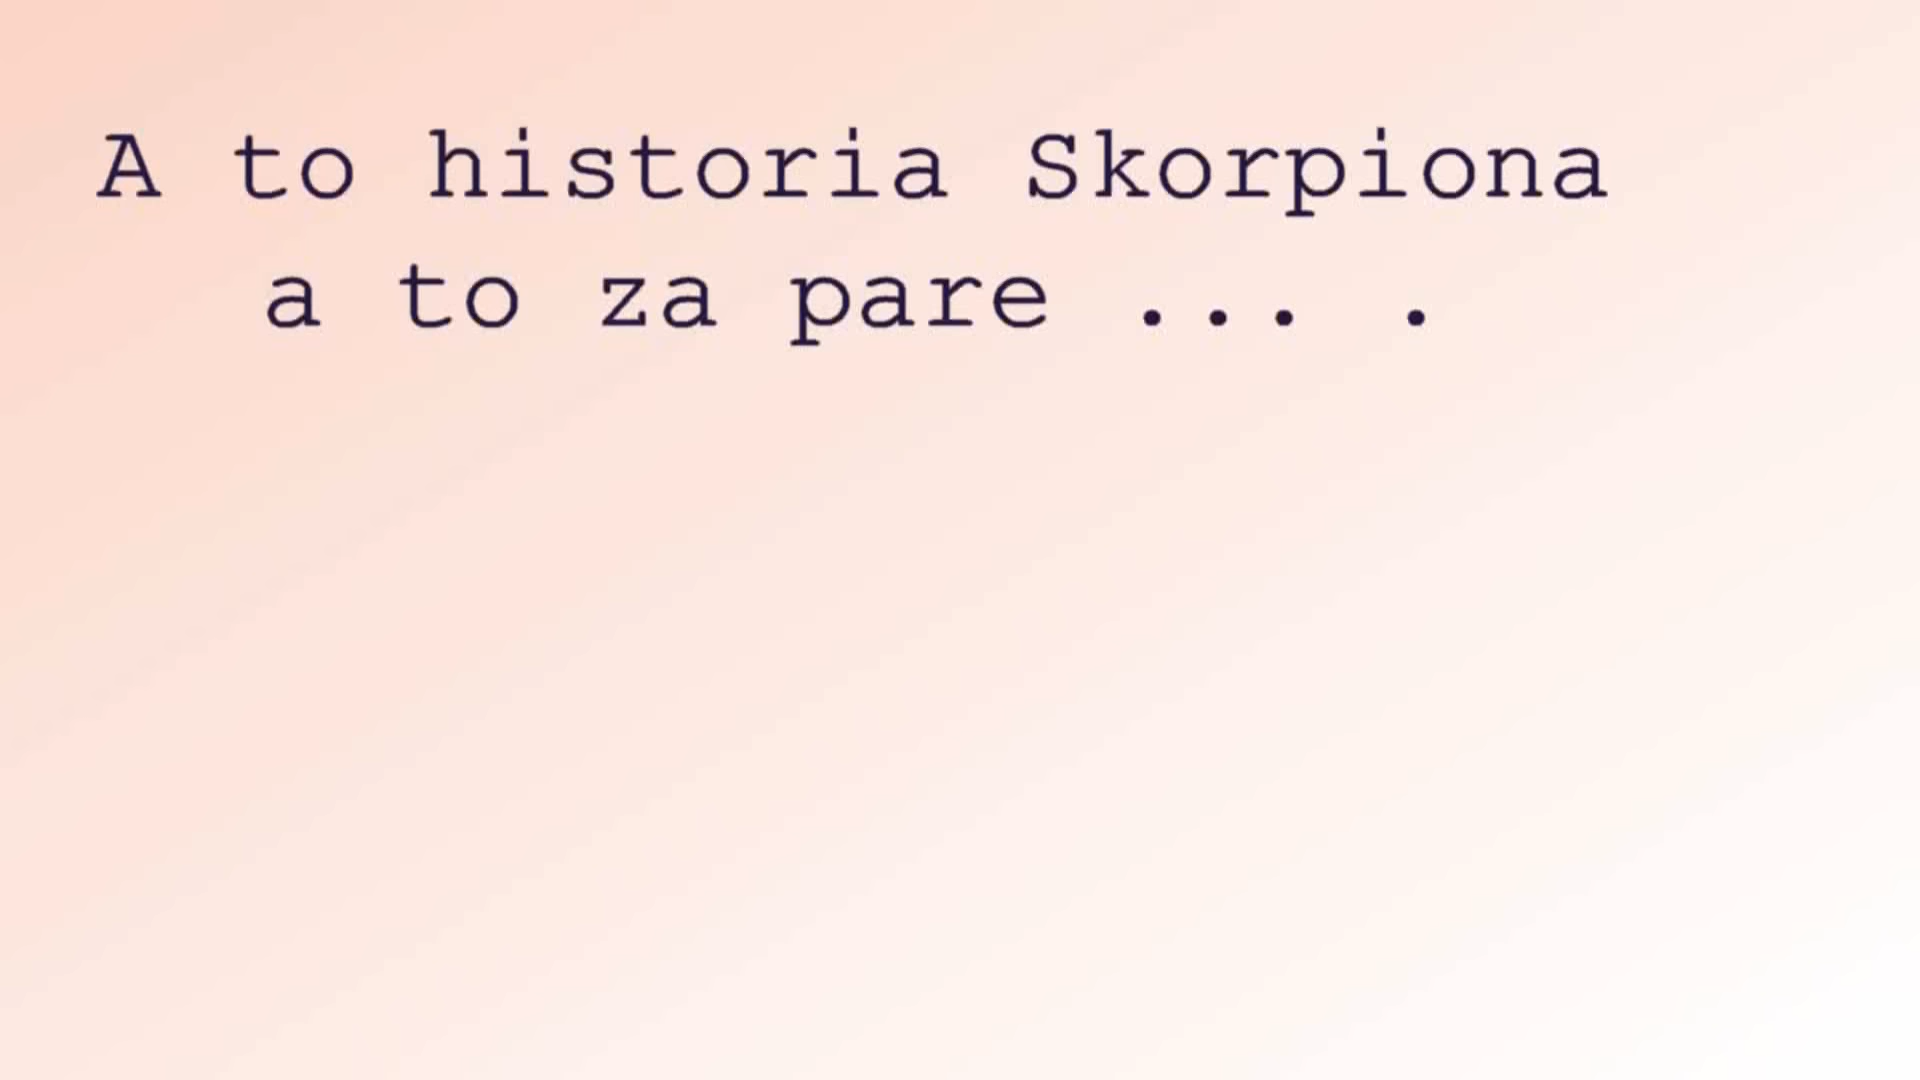 A to historia Skorpiona
a to za pare ... .